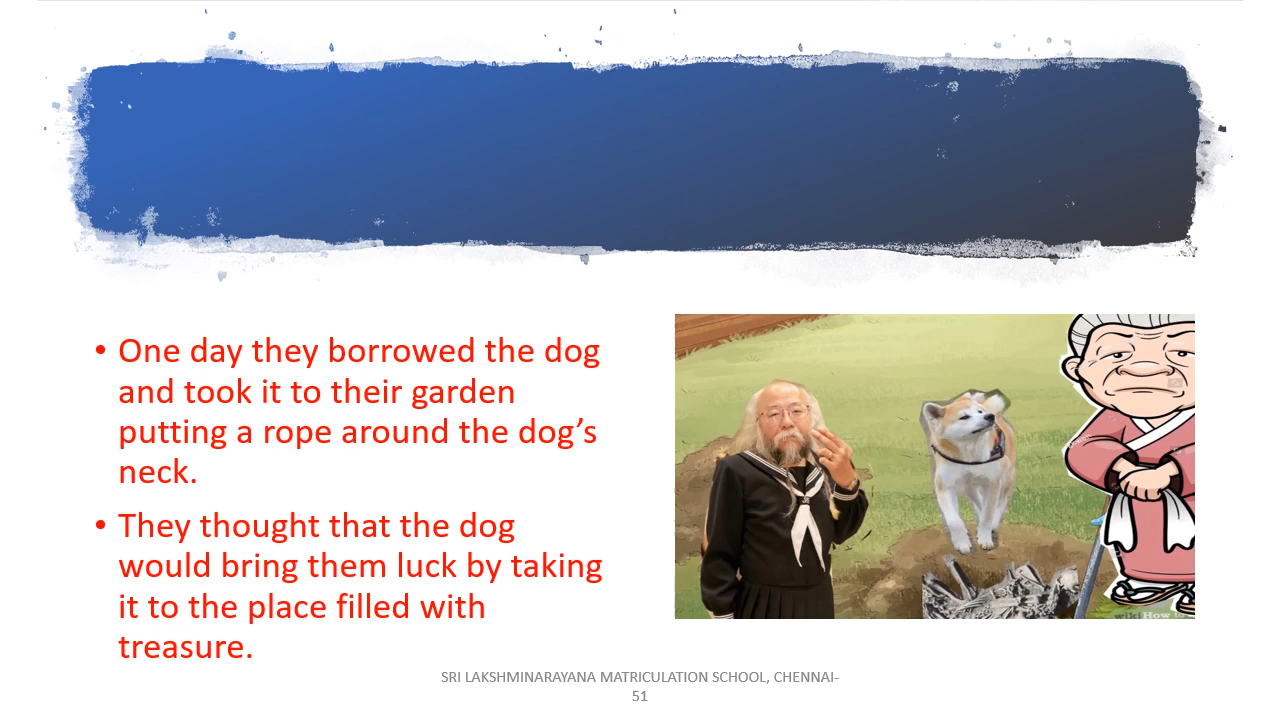 • One day they borrowed the dog
and took it to their garden
putting a rope around the dog’s
neck.
• They thought that the dog
would bring them luck by taking
it to the place filled with
treasure.
wikiHow to
SRI LAKSHMINARAYANA MATRICULATION SCHOOL, CHENNAI-
51